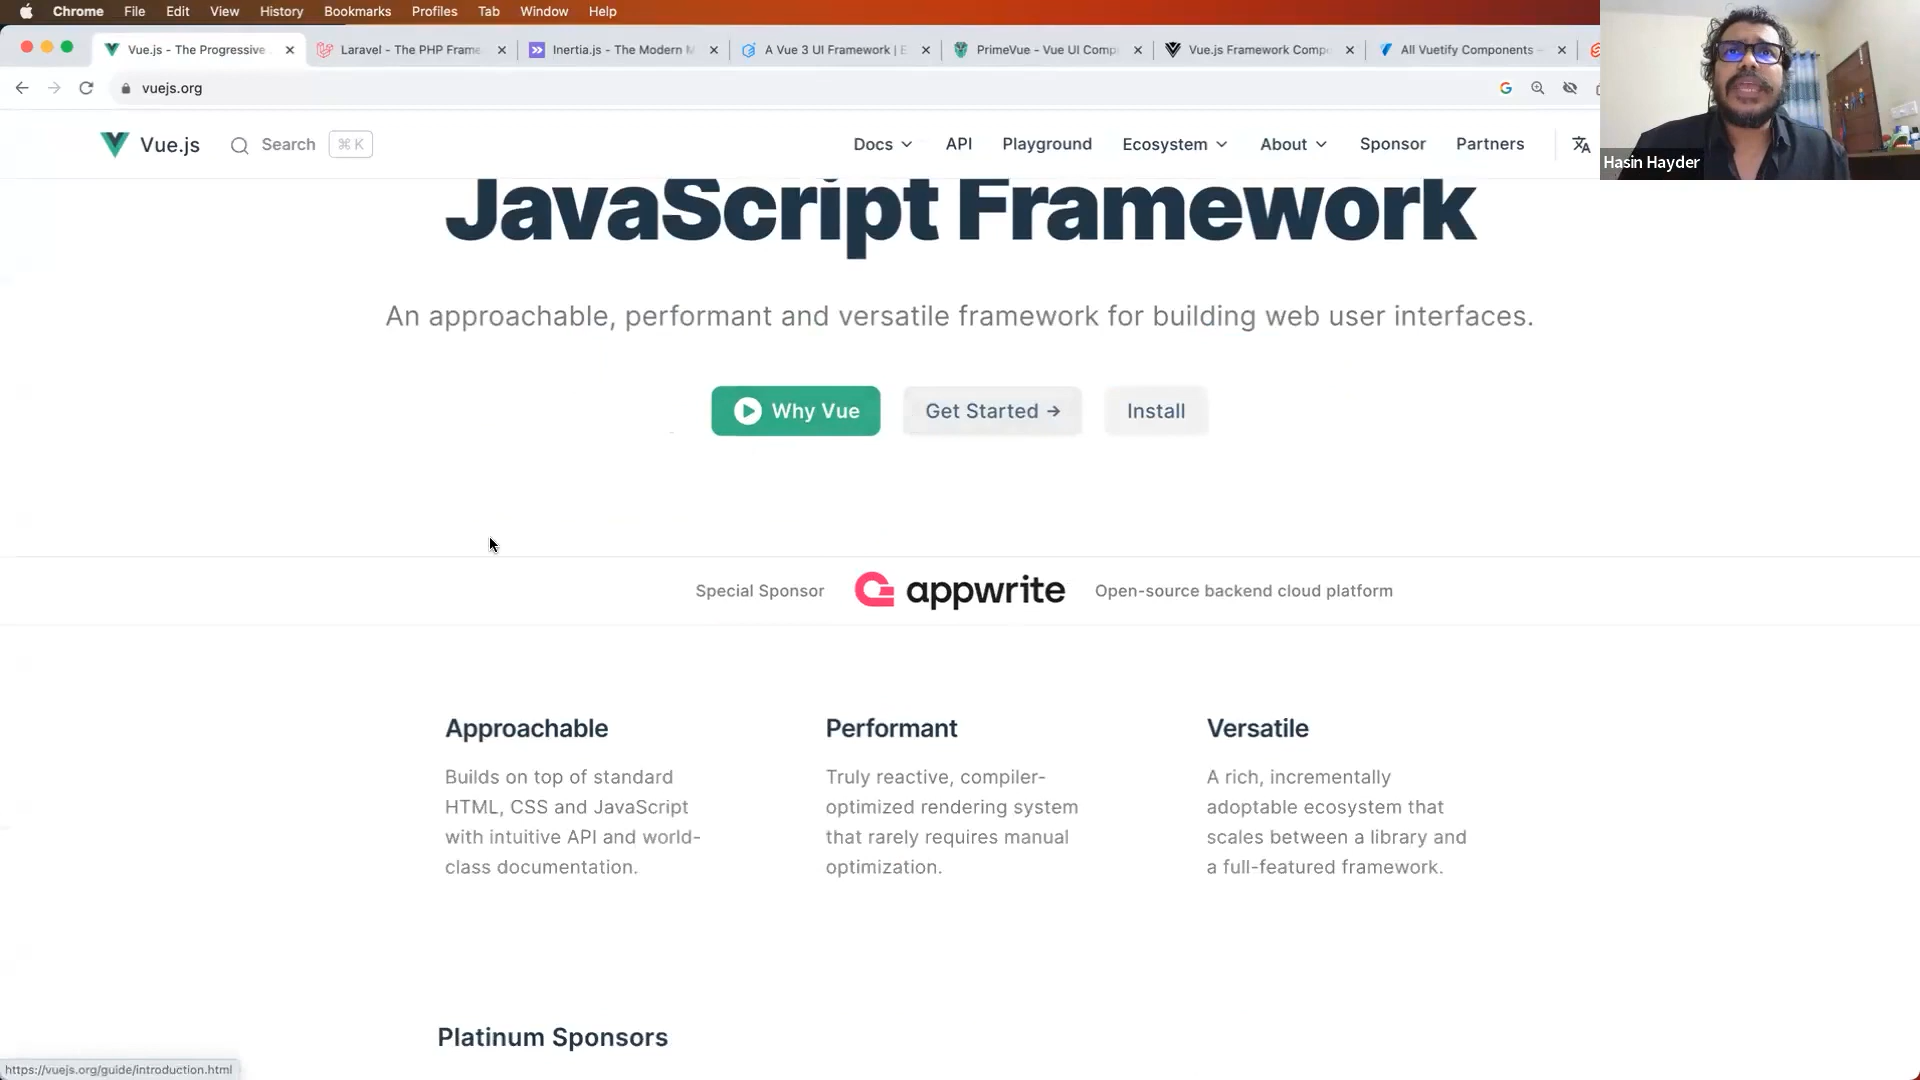 Chrome File Edit View History Bookmarks Profiles Tab Window Help
Vue.js - The Progressive
Laravel - The PHP Frame
Inertia.js - The Modern M
A Vue 3 UI Framework | E
PrimeVue - Vue UI Comp
Vue.js Framework Comp
All Vuetify Components -
vuejs.org
Vue.js
Search
⌘ K
Docs
API
Playground
Ecosystem
About
Sponsor
Partners
Hasin Hayder
JavaScript Framework
An approachable, performant and versatile framework for building web user interfaces.
Why Vue
Get Started →
Install
Special Sponsor
appwrite
Open-source backend cloud platform
Approachable
Builds on top of standard
HTML, CSS and JavaScript
with intuitive API and world-
class documentation.
Performant
Truly reactive, compiler-
optimized rendering system
that rarely requires manual
optimization.
Versatile
A rich, incrementally
adoptable ecosystem that
scales between a library and
a full-featured framework.
Platinum Sponsors
https://vuejs.org/guide/introduction.html